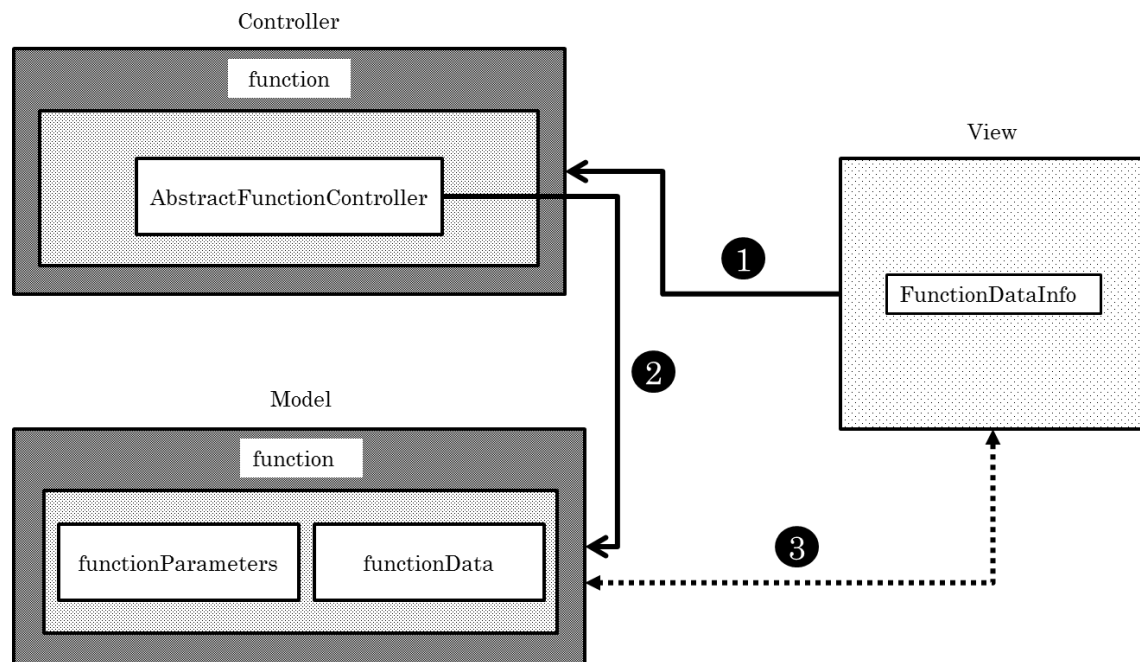 Controller
function
AbstractFunctionController
View
FunctionDataInfo
1
2
Model
function
functionParameters
functionData
3